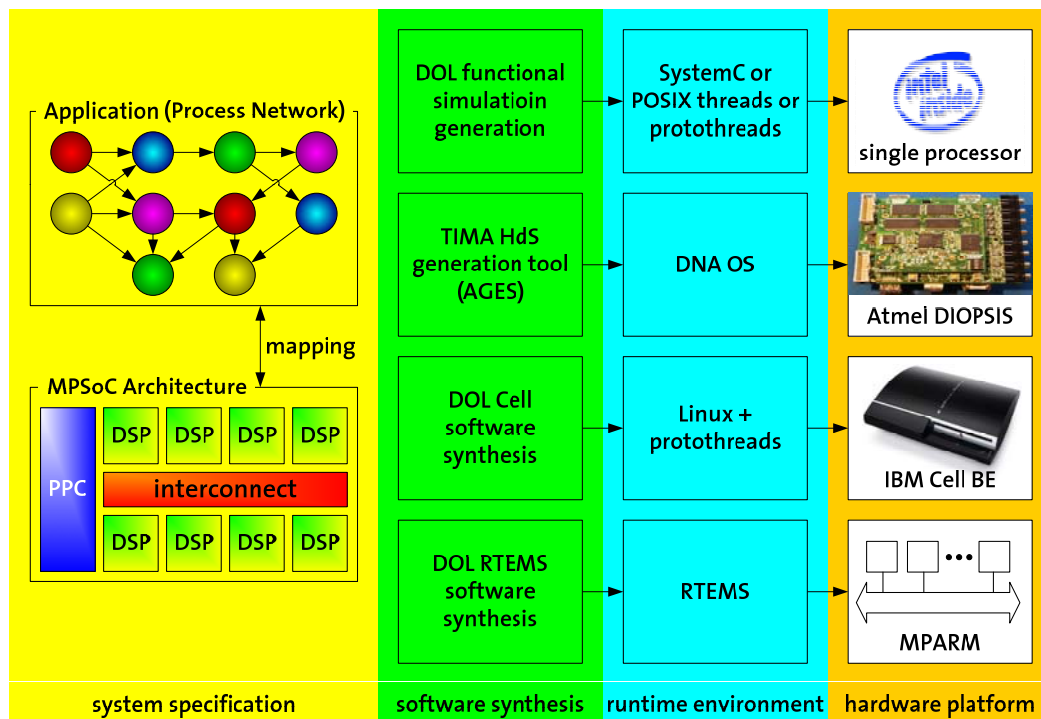 Application (Process Network)
mapping
MPSoC Architecture
PPC
DSP DSP DSP DSP
interconnect
DSP DSP DSP DSP
system specification
DOL functional
simulatioin
generation
TIMA HdS
generation tool
(AGES)
DOL Cell
software
synthesis
DOL RTEMS
software
synthesis
software synthesis
SystemC or
POSIX threads or
protothreads
DNA OS
Linux +
protothreads
RTEMS
runtime environment
intel
inside
single processor
Atmel DIOPSIS
IBM Cell BE
MPARM
hardware platform